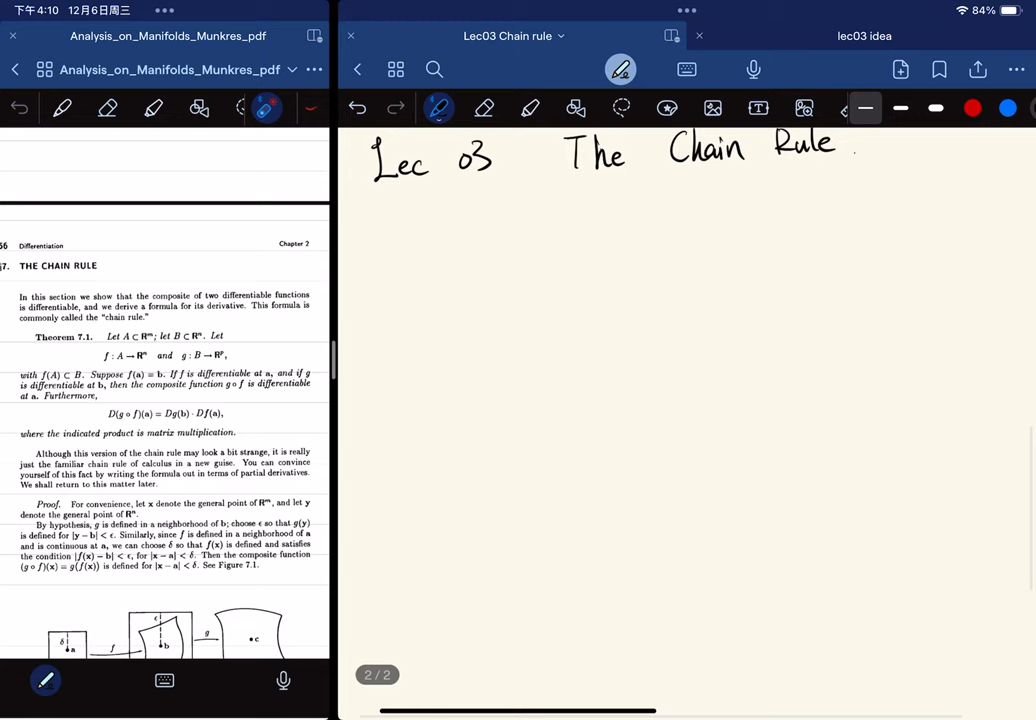 下午4:10 12月6日周三
84%
Analysis_on_Manifolds_Munkres_pdf
Lec03 Chain rule
lec03 idea
Analysis_on_Manifolds_Munkres_pdf
Lec 03 The Chain Rule
56 Differentiation Chapter 2
§7. THE CHAIN RULE
In this section we show that the composite of two differentiable functions
is differentiable, and we derive a formula for its derivative. This formula is
commonly called the “chain rule.”
Theorem 7.1. Let A ⊂ Rᵐ; let B ⊂ Rⁿ. Let
f : A → Rⁿ and g : B → Rᵖ,
with f(A) ⊂ B. Suppose f(a) = b. If f is differentiable at a, and if g
is differentiable at b, then the composite function g ∘ f is differentiable
at a. Furthermore,
D(g ∘ f)(a) = Dg(b) · Df(a),
where the indicated product is matrix multiplication.
Although this version of the chain rule may look a bit strange, it is really
just the familiar chain rule of calculus in a new guise. You can convince
yourself of this fact by writing the formula out in terms of partial derivatives.
We shall return to this matter later.
Proof. For convenience, let x denote the general point of Rᵐ, and let y
denote the general point of Rⁿ.
By hypothesis, g is defined in a neighborhood of b; choose ϵ so that g(y)
is defined for |y − b| < ϵ. Similarly, since f is defined in a neighborhood of a
and is continuous at a, we can choose δ so that f(x) is defined and satisfies
the condition |f(x) − b| < ϵ, for |x − a| < δ. Then the composite function
(g ∘ f)(x) = g(f(x)) is defined for |x − a| < δ. See Figure 7.1.
δ a f ϵ b g c
2 / 2